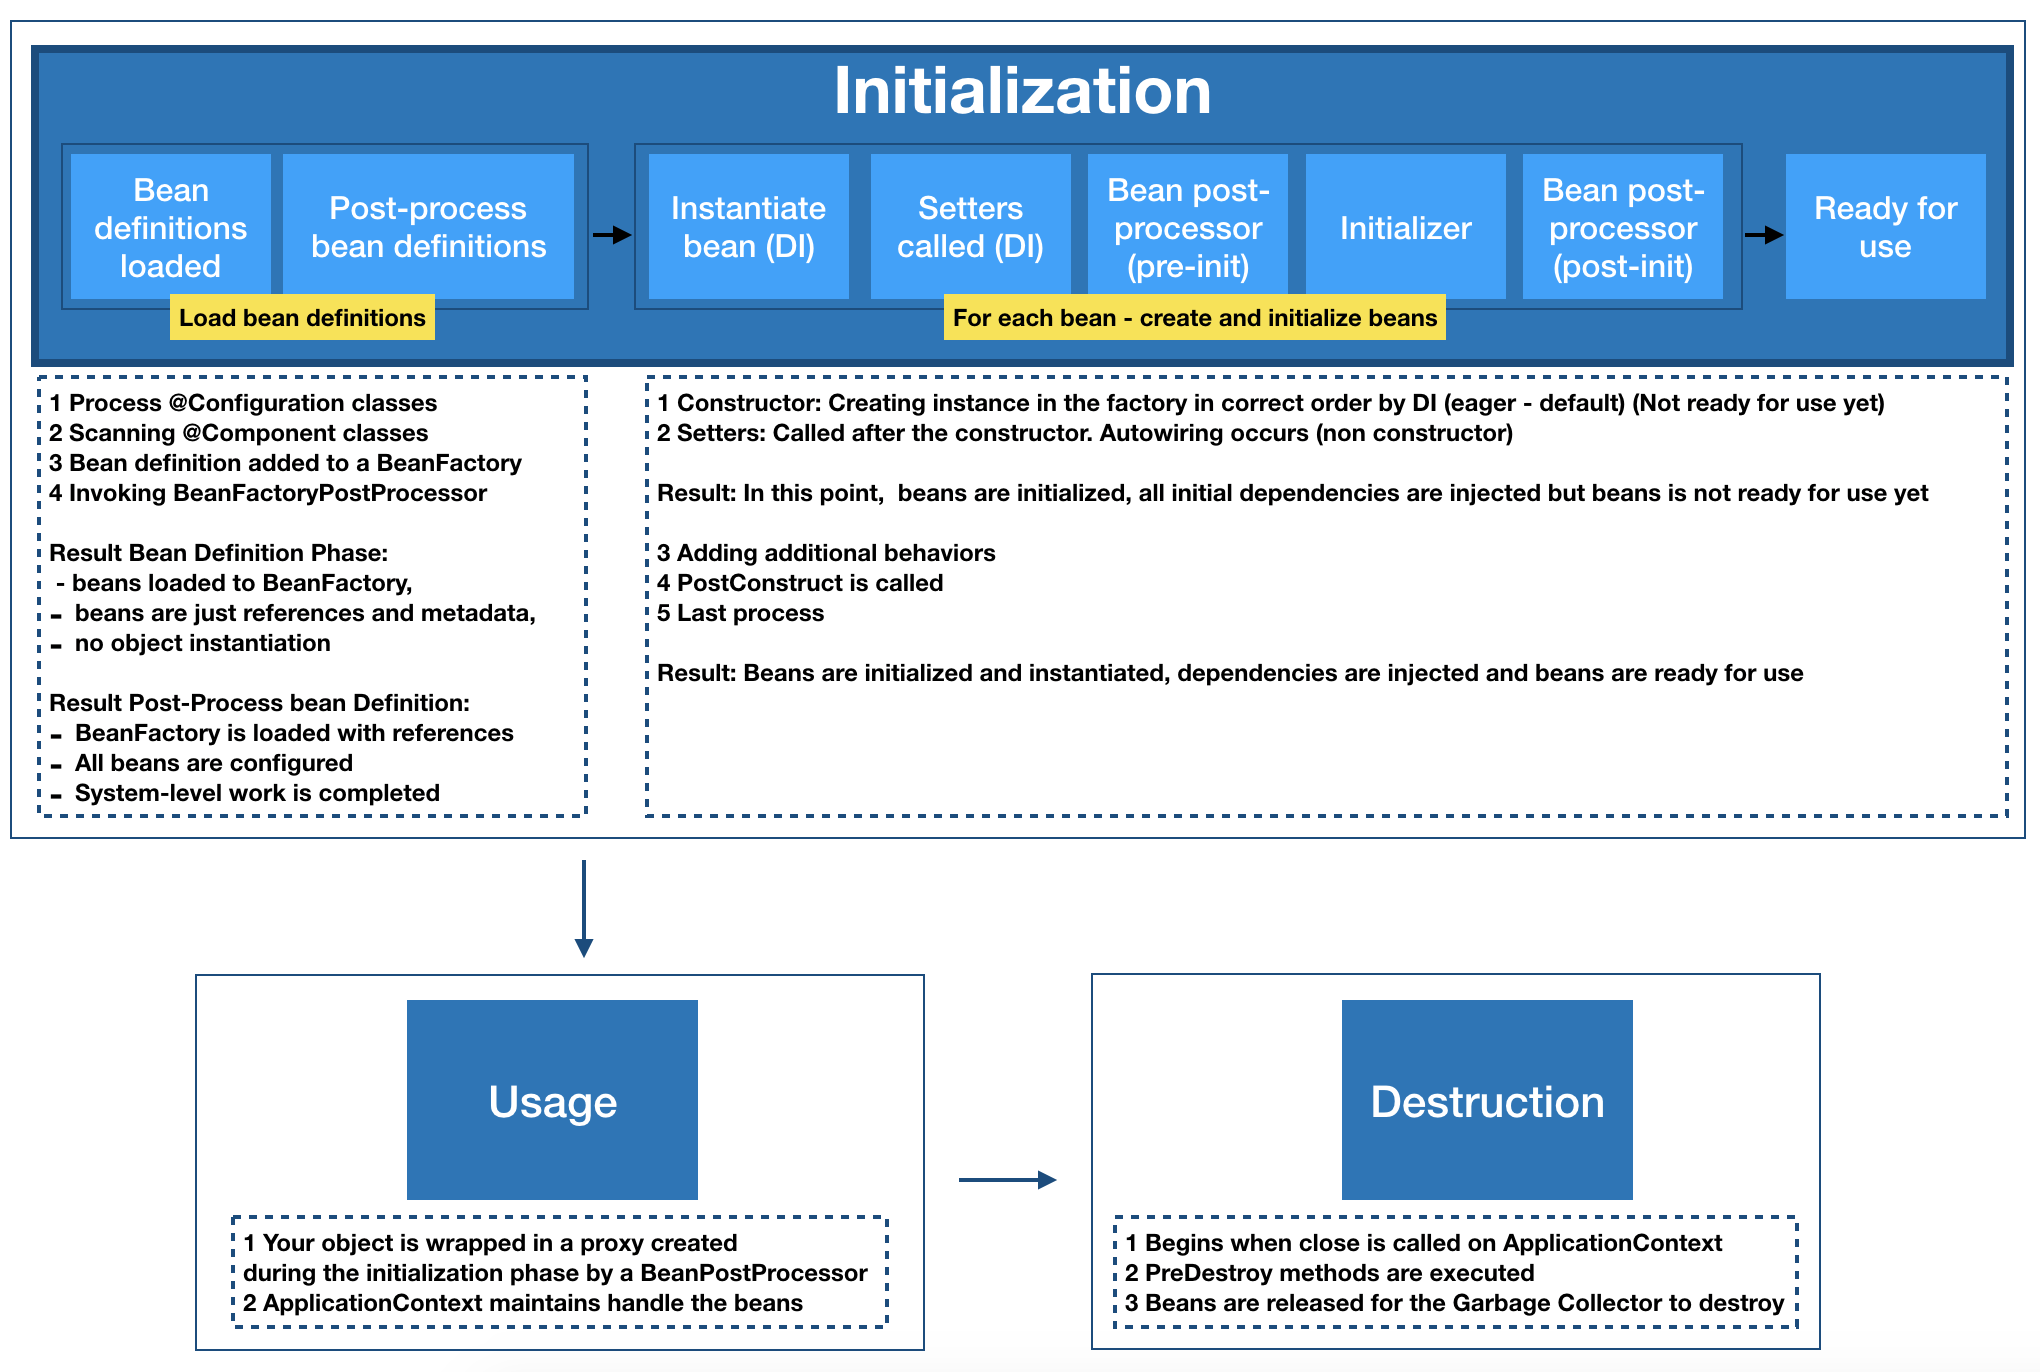 Initialization
Bean
definitions
loaded
Post-process
bean definitions
Load bean definitions
Instantiate
bean (DI)
Setters
called (DI)
Bean post-
processor
(pre-init)
Initializer
Bean post-
processor
(post-init)
For each bean - create and initialize beans
Ready for
use
1 Process @Configuration classes
2 Scanning @Component classes
3 Bean definition added to a BeanFactory
4 Invoking BeanFactoryPostProcessor
Result Bean Definition Phase:
- beans loaded to BeanFactory,
- beans are just references and metadata,
- no object instantiation
Result Post-Process bean Definition:
- BeanFactory is loaded with references
- All beans are configured
- System-level work is completed
1 Constructor: Creating instance in the factory in correct order by DI (eager - default) (Not ready for use yet)
2 Setters: Called after the constructor. Autowiring occurs (non constructor)
Result: In this point,  beans are initialized, all initial dependencies are injected but beans is not ready for use yet
3 Adding additional behaviors
4 PostConstruct is called
5 Last process
Result: Beans are initialized and instantiated, dependencies are injected and beans are ready for use
Usage
1 Your object is wrapped in a proxy created
during the initialization phase by a BeanPostProcessor
2 ApplicationContext maintains handle the beans
Destruction
1 Begins when close is called on ApplicationContext
2 PreDestroy methods are executed
3 Beans are released for the Garbage Collector to destroy